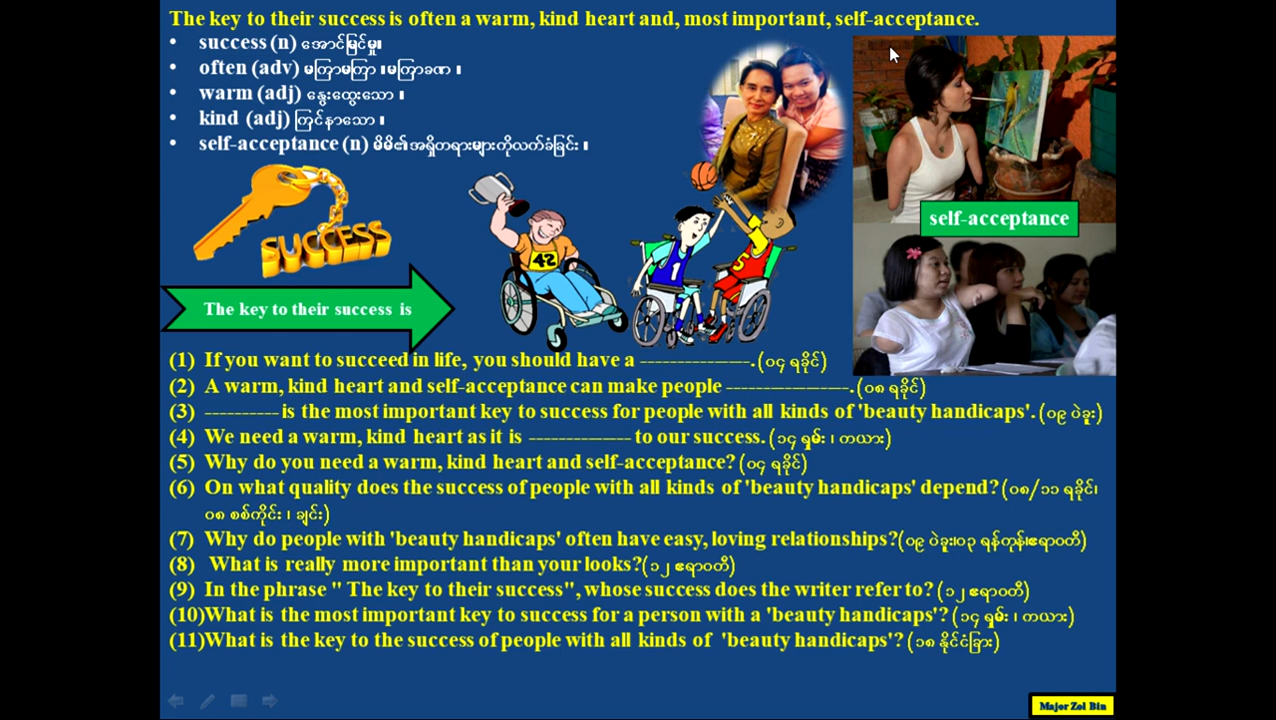 The key to their success is often a warm, kind heart and, most important, self-acceptance.
• success (n) အောင်မြင်မှု။
• often (adv) မကြာမကြာ ။မကြာခဏ ။
• warm (adj) နွေးထွေးသော ။
• kind (adj) ကြင်နာသော ။
• self-acceptance (n) မိမိ၏အရှိတရားများကိုလက်ခံခြင်း ။
SUCCESS
42
1
5
self-acceptance
The key to their success is
(1) If you want to succeed in life, you should have a ------------------. (၀၄ ရခိုင်)
(2) A warm, kind heart and self-acceptance can make people --------------------. (၀၈ ရခိုင်)
(3) ---------- is the most important key to success for people with all kinds of 'beauty handicaps'. (၀၉ ပဲခူး)
(4) We need a warm, kind heart as it is ---------------- to our success. (၁၄ ရှမ်း ၊ ကယား)
(5) Why do you need a warm, kind heart and self-acceptance? (၀၄ ရခိုင်)
(6) On what quality does the success of people with all kinds of 'beauty handicaps' depend? (၀၈/၁၁ ရခိုင်၊
၀၈ စစ်ကိုင်း ၊ ချင်း)
(7) Why do people with 'beauty handicaps' often have easy, loving relationships?(၀၉ ပဲခူး၊၀၃ ရန်ကုန်၊ဧရာဝတီ)
(8) What is really more important than your looks?(၁၂ ဧရာဝတီ)
(9) In the phrase " The key to their success", whose success does the writer refer to? (၁၂ ဧရာဝတီ)
(10)What is the most important key to success for a person with a 'beauty handicaps'? (၁၄ ရှမ်း ၊ ကယား)
(11)What is the key to the success of people with all kinds of 'beauty handicaps'? (၁၈ နိုင်ငံခြား)
Major Zol Bin